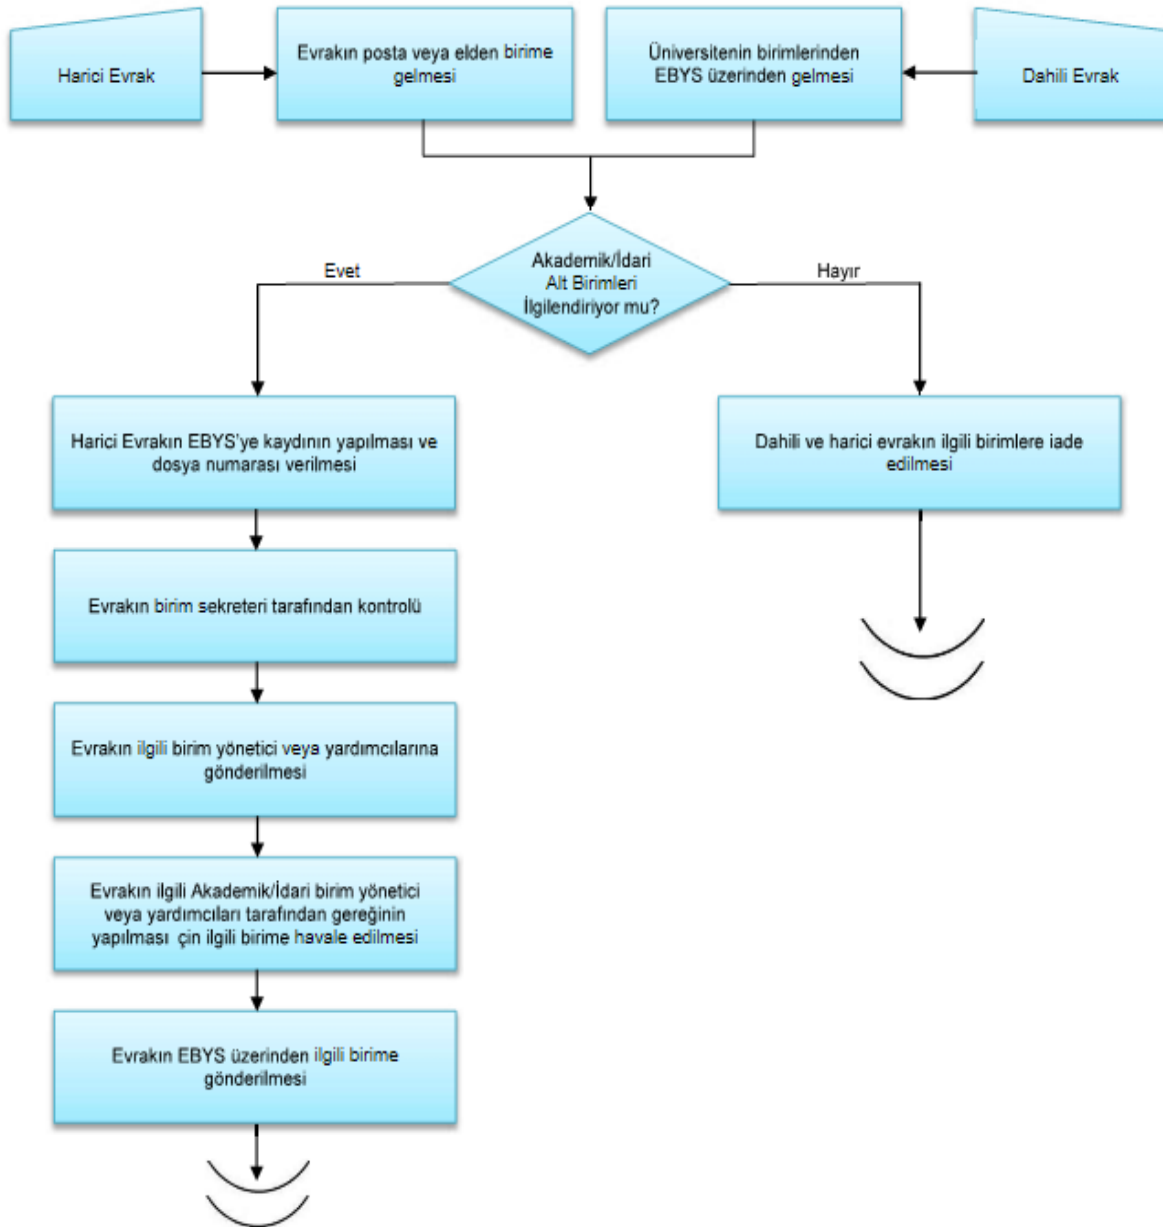 Harici Evrak
Evrakın posta veya elden birime
gelmesi
Üniversitenin birimlerinden
EBYS üzerinden gelmesi
Dahili Evrak
Akademik/İdari
Alt Birimleri
İlgilendiriyor mu?
Evet
Hayır
Harici Evrakın EBYS'ye kaydının yapılması ve
dosya numarası verilmesi
Dahili ve harici evrakın ilgili birimlere iade
edilmesi
Evrakın birim sekreteri tarafından kontrolü
Evrakın ilgili birim yönetici veya yardımcılarına
gönderilmesi
Evrakın ilgili Akademik/İdari birim yönetici
veya yardımcıları tarafından gereğinin
yapılması çin ilgili birime havale edilmesi
Evrakın EBYS üzerinden ilgili birime
gönderilmesi